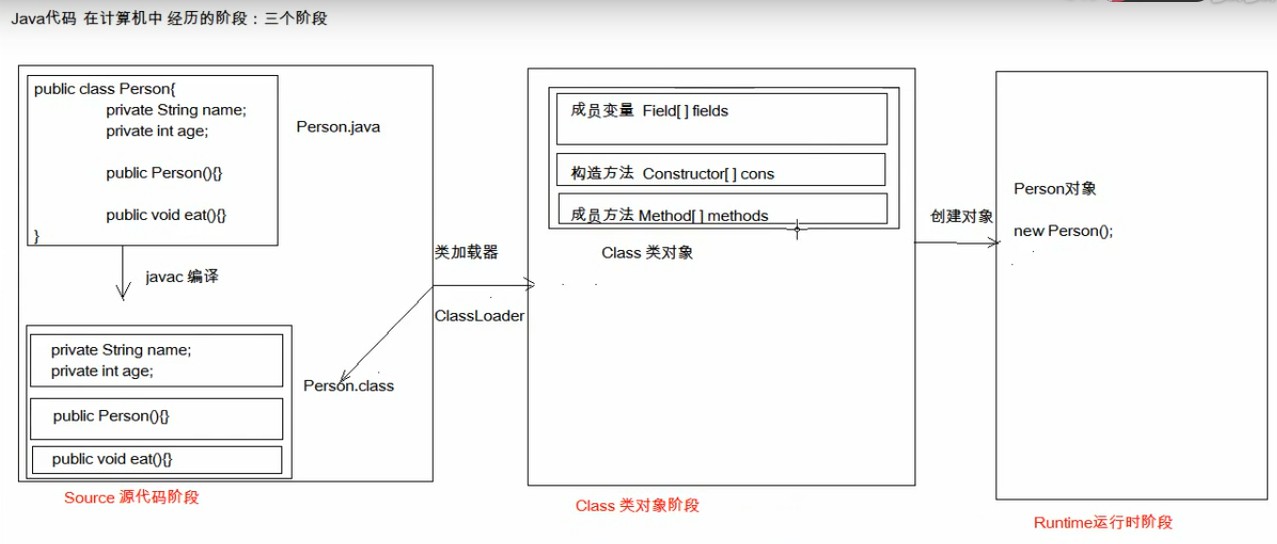 Java代码 在计算机中 经历的阶段：三个阶段
public class Person{
private String name;
private int age;
public Person(){}
public void eat(){}
}
Person.java
javac 编译
private String name;
private int age;
public Person(){}
public void eat(){}
Person.class
Source 源代码阶段
类加载器
ClassLoader
成员变量 Field[] fields
构造方法 Constructor[] cons
成员方法 Method[] methods
Class 类对象
Class 类对象阶段
创建对象
Person对象
new Person();
Runtime运行时阶段